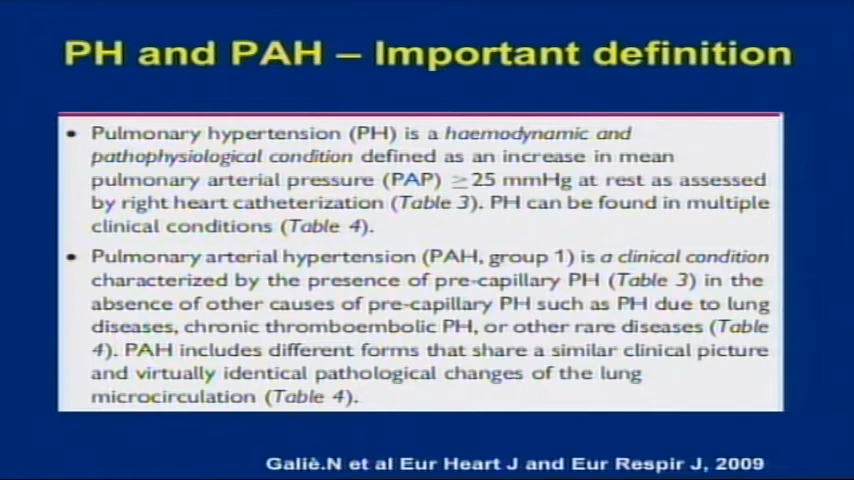 PH and PAH – Important definition
• Pulmonary hypertension (PH) is a haemodynamic and
pathophysiological condition defined as an increase in mean
pulmonary arterial pressure (PAP) ≥25 mmHg at rest as assessed
by right heart catheterization (Table 3). PH can be found in multiple
clinical conditions (Table 4).
• Pulmonary arterial hypertension (PAH, group 1) is a clinical condition
characterized by the presence of pre-capillary PH (Table 3) in the
absence of other causes of pre-capillary PH such as PH due to lung
diseases, chronic thromboembolic PH, or other rare diseases (Table
4). PAH includes different forms that share a similar clinical picture
and virtually identical pathological changes of the lung
microcirculation (Table 4).
Galiè.N et al Eur Heart J and Eur Respir J, 2009